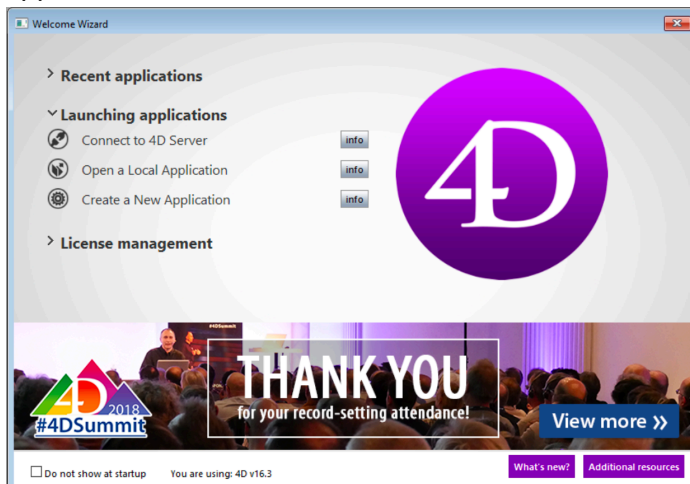 Welcome Wizard
Recent applications
Launching applications
Connect to 4D Server
info
Open a Local Application
info
Create a New Application
info
License management
4D
#4DSummit
THANK YOU
for your record-setting attendance!
4D
2018
#4DSummit
View more »
Do not show at startup
You are using: 4D v16.3
What's new?
Additional resources